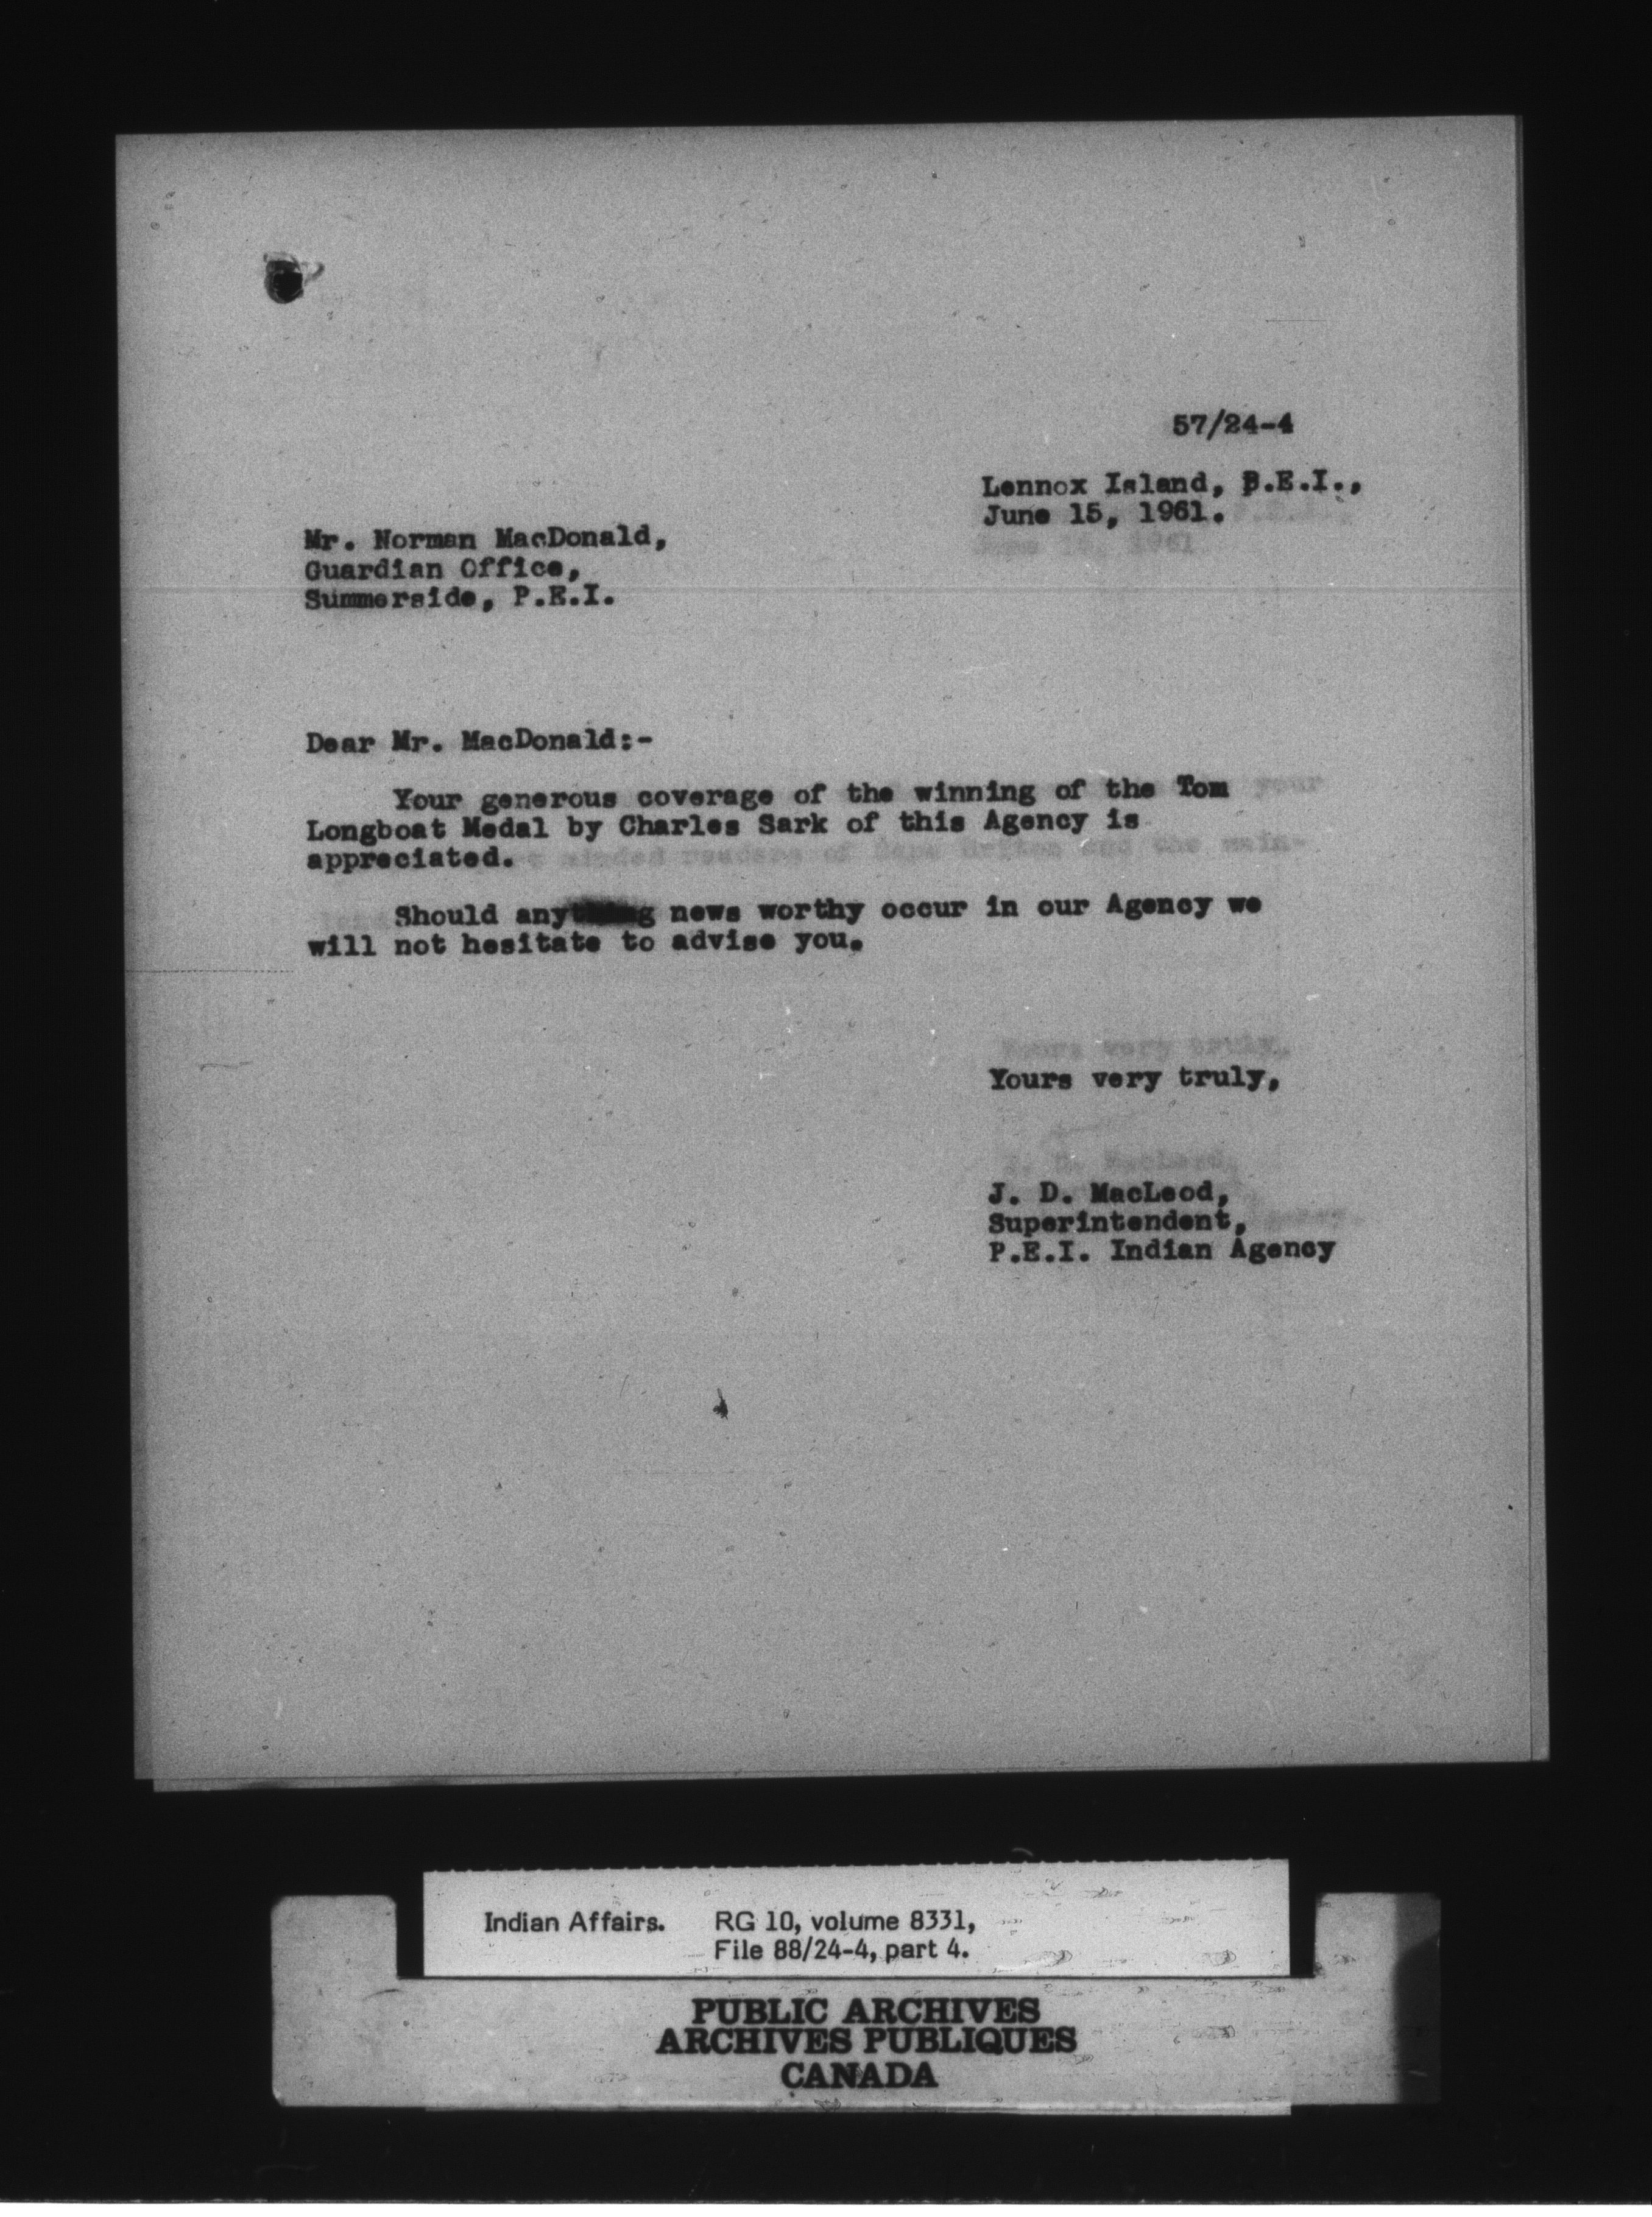 57/24-4
Lennox Island, P.E.I.,
June 15, 1961.
Mr. Norman MacDonald,
Guardian Office,
Summerside, P.E.I.
Dear Mr. MacDonald:-
Your generous coverage of the winning of the Tom
Longboat Medal by Charles Sark of this Agency is
appreciated.
Should anything news worthy occur in our Agency we
will not hesitate to advise you.
Yours very truly,
J. D. MacLeod,
Superintendent,
P.E.I. Indian Agency
Indian Affairs. RG 10, volume 8331,
File 88/24-4, part 4.
PUBLIC ARCHIVES
ARCHIVES PUBLIQUES
CANADA